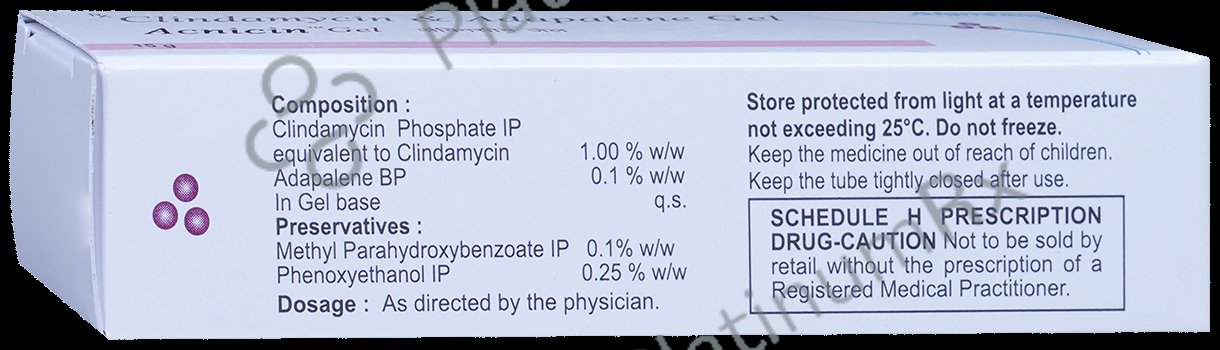 Rx Clindamycin & Adapalene Gel
Acnicin™ Gel
15 g
Composition :
Clindamycin Phosphate IP
equivalent to Clindamycin 1.00 % w/w
Adapalene BP 0.1 % w/w
In Gel base q.s.
Preservatives :
Methyl Parahydroxybenzoate IP 0.1% w/w
Phenoxyethanol IP 0.25 % w/w
Dosage : As directed by the physician.
Store protected from light at a temperature
not exceeding 25°C. Do not freeze.
Keep the medicine out of reach of children.
Keep the tube tightly closed after use.
SCHEDULE H PRESCRIPTION
DRUG-CAUTION Not to be sold by
retail without the prescription of a
Registered Medical Practitioner.
PlatinumRx